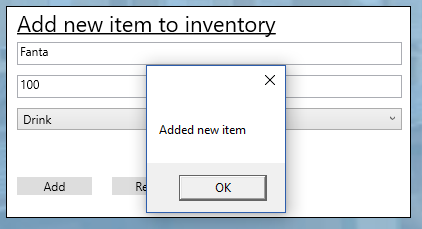 Add new item to inventory
Fanta
100
Added new item
Drink
Add
OK